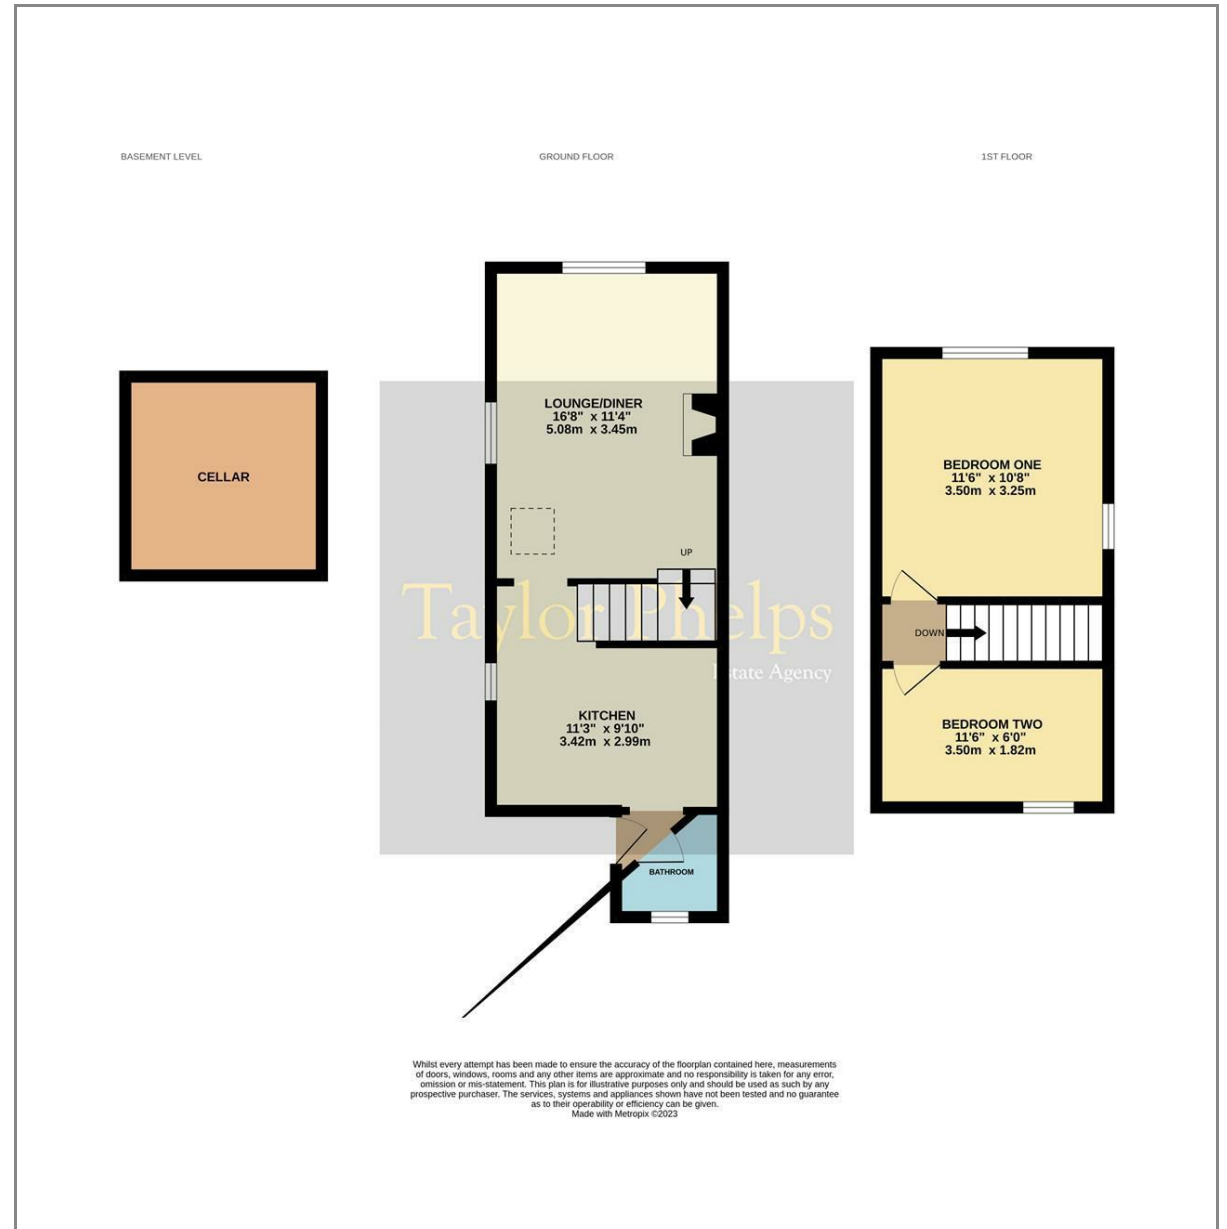 BASEMENT LEVEL
GROUND FLOOR
1ST FLOOR
CELLAR
LOUNGE/DINER
16'8" x 11'4"
5.08m x 3.45m
UP
Taylor Phelps
Estate Agency
KITCHEN
11'3" x 9'10"
3.42m x 2.99m
BATHROOM
BEDROOM ONE
11'6" x 10'8"
3.50m x 3.25m
DOWN
BEDROOM TWO
11'6" x 6'0"
3.50m x 1.82m
Whilst every attempt has been made to ensure the accuracy of the floorplan contained here, measurements
of doors, windows, rooms and any other items are approximate and no responsibility is taken for any error,
omission or mis-statement. This plan is for illustrative purposes only and should be used as such by any
prospective purchaser. The services, systems and appliances shown have not been tested and no guarantee
as to their operability or efficiency can be given.
Made with Metropix ©2023